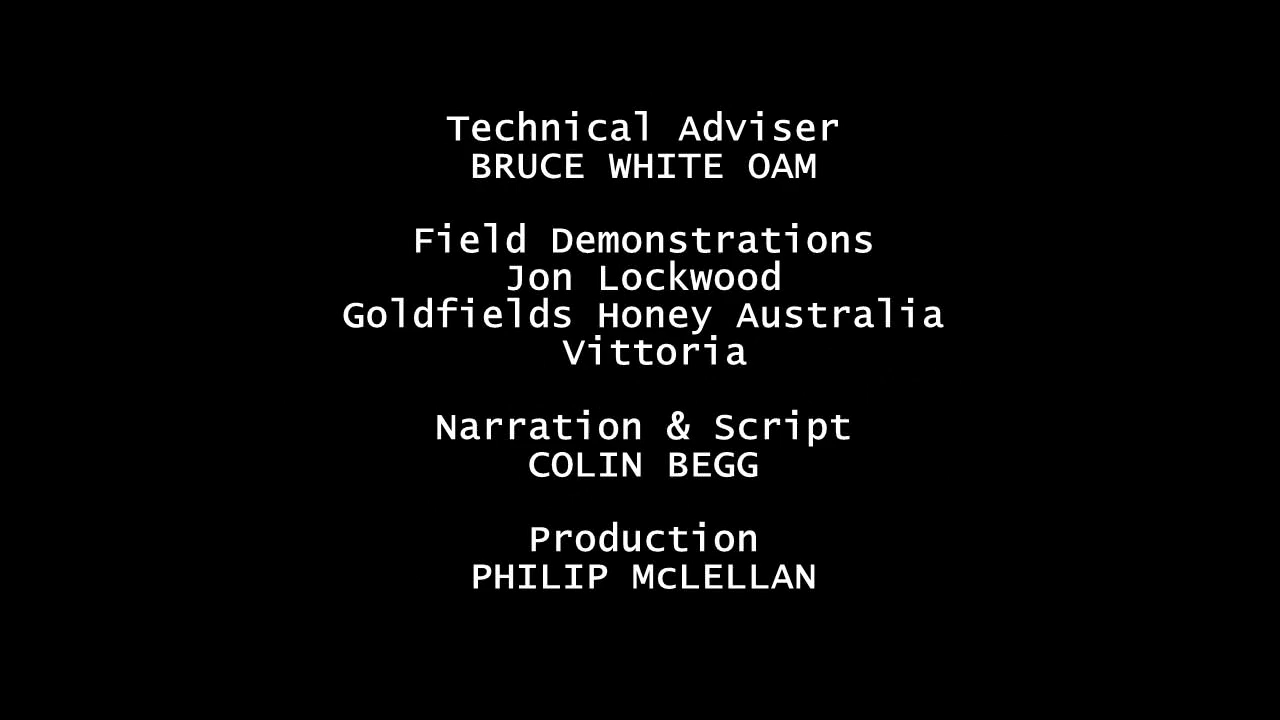 Technical Adviser
BRUCE WHITE OAM
Field Demonstrations
Jon Lockwood
Goldfields Honey Australia
Vittoria
Narration & Script
COLIN BEGG
Production
PHILIP McLELLAN